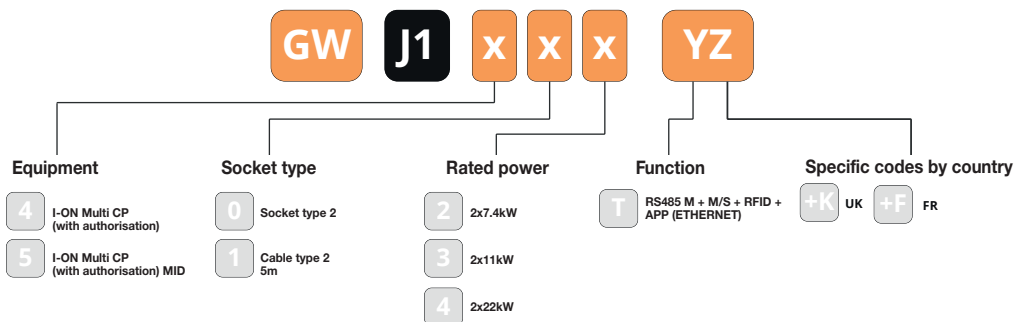 GW J1 x x x YZ
Equipment
4 I-ON Multi CP
(with authorisation)
5 I-ON Multi CP
(with authorisation) MID
Socket type
0 Socket type 2
1 Cable type 2
5m
Rated power
2 2x7.4kW
3 2x11kW
4 2x22kW
Function
T RS485 M + M/S + RFID +
APP (ETHERNET)
Specific codes by country
+K UK +F FR